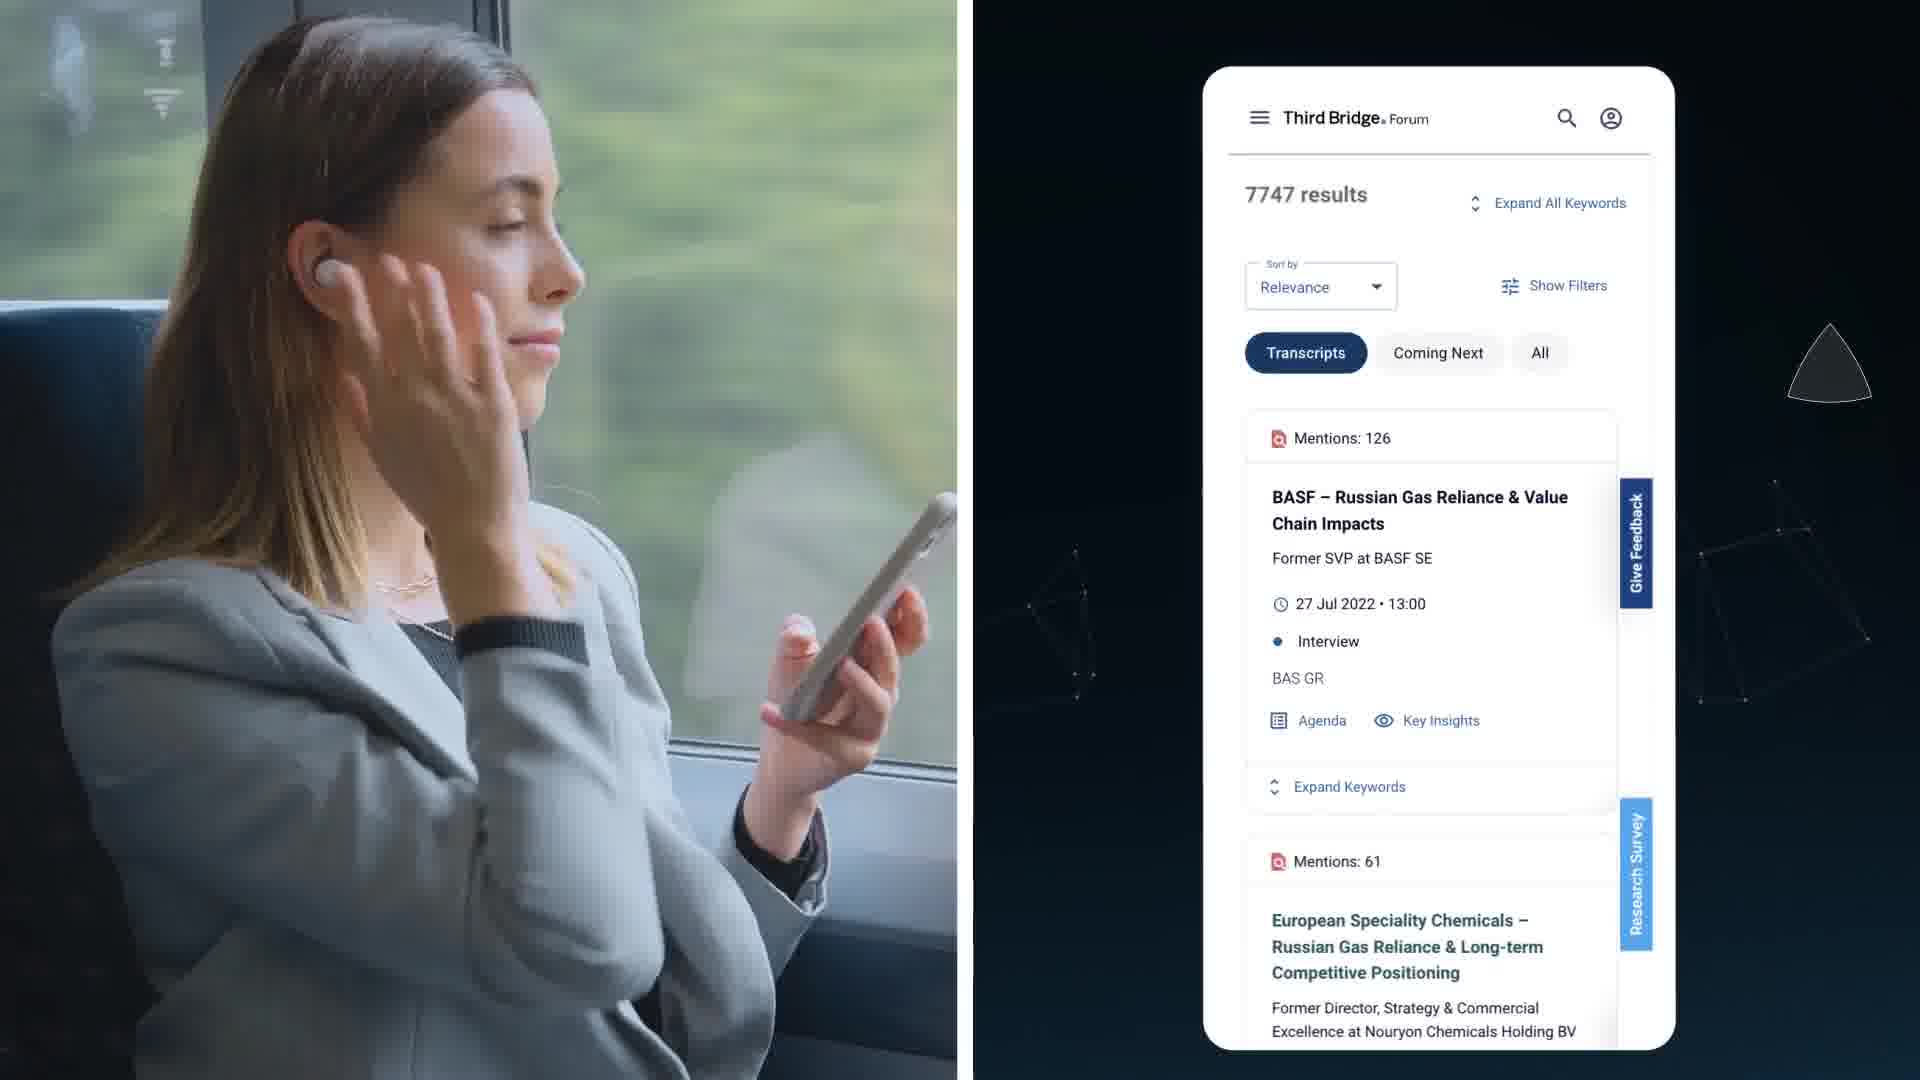 Third Bridge Forum
7747 results
Expand All Keywords
Sort by
Relevance
Show Filters
Transcripts
Coming Next
All
Mentions: 126
BASF – Russian Gas Reliance & Value
Chain Impacts
Former SVP at BASF SE
27 Jul 2022 • 13:00
Interview
BAS GR
Agenda
Key Insights
Expand Keywords
Give Feedback
Mentions: 61
European Speciality Chemicals –
Russian Gas Reliance & Long-term
Competitive Positioning
Former Director, Strategy & Commercial
Excellence at Nouryon Chemicals Holding BV
Research Survey